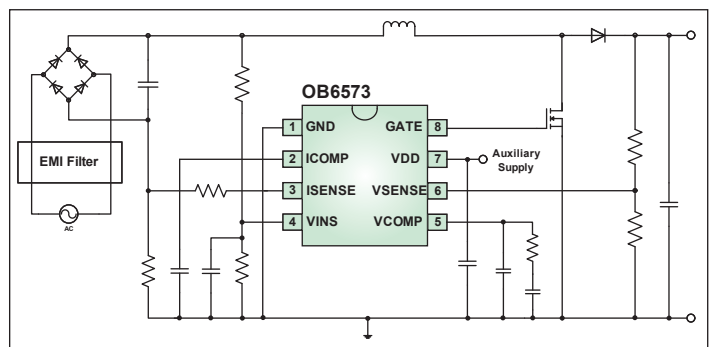 OB6573
1 GND GATE 8
Auxiliary
EMI Filter
2 ICOMP VDD 7
Supply
3 ISENSE VSENSE 6
4 VINS VCOMP 5
AC